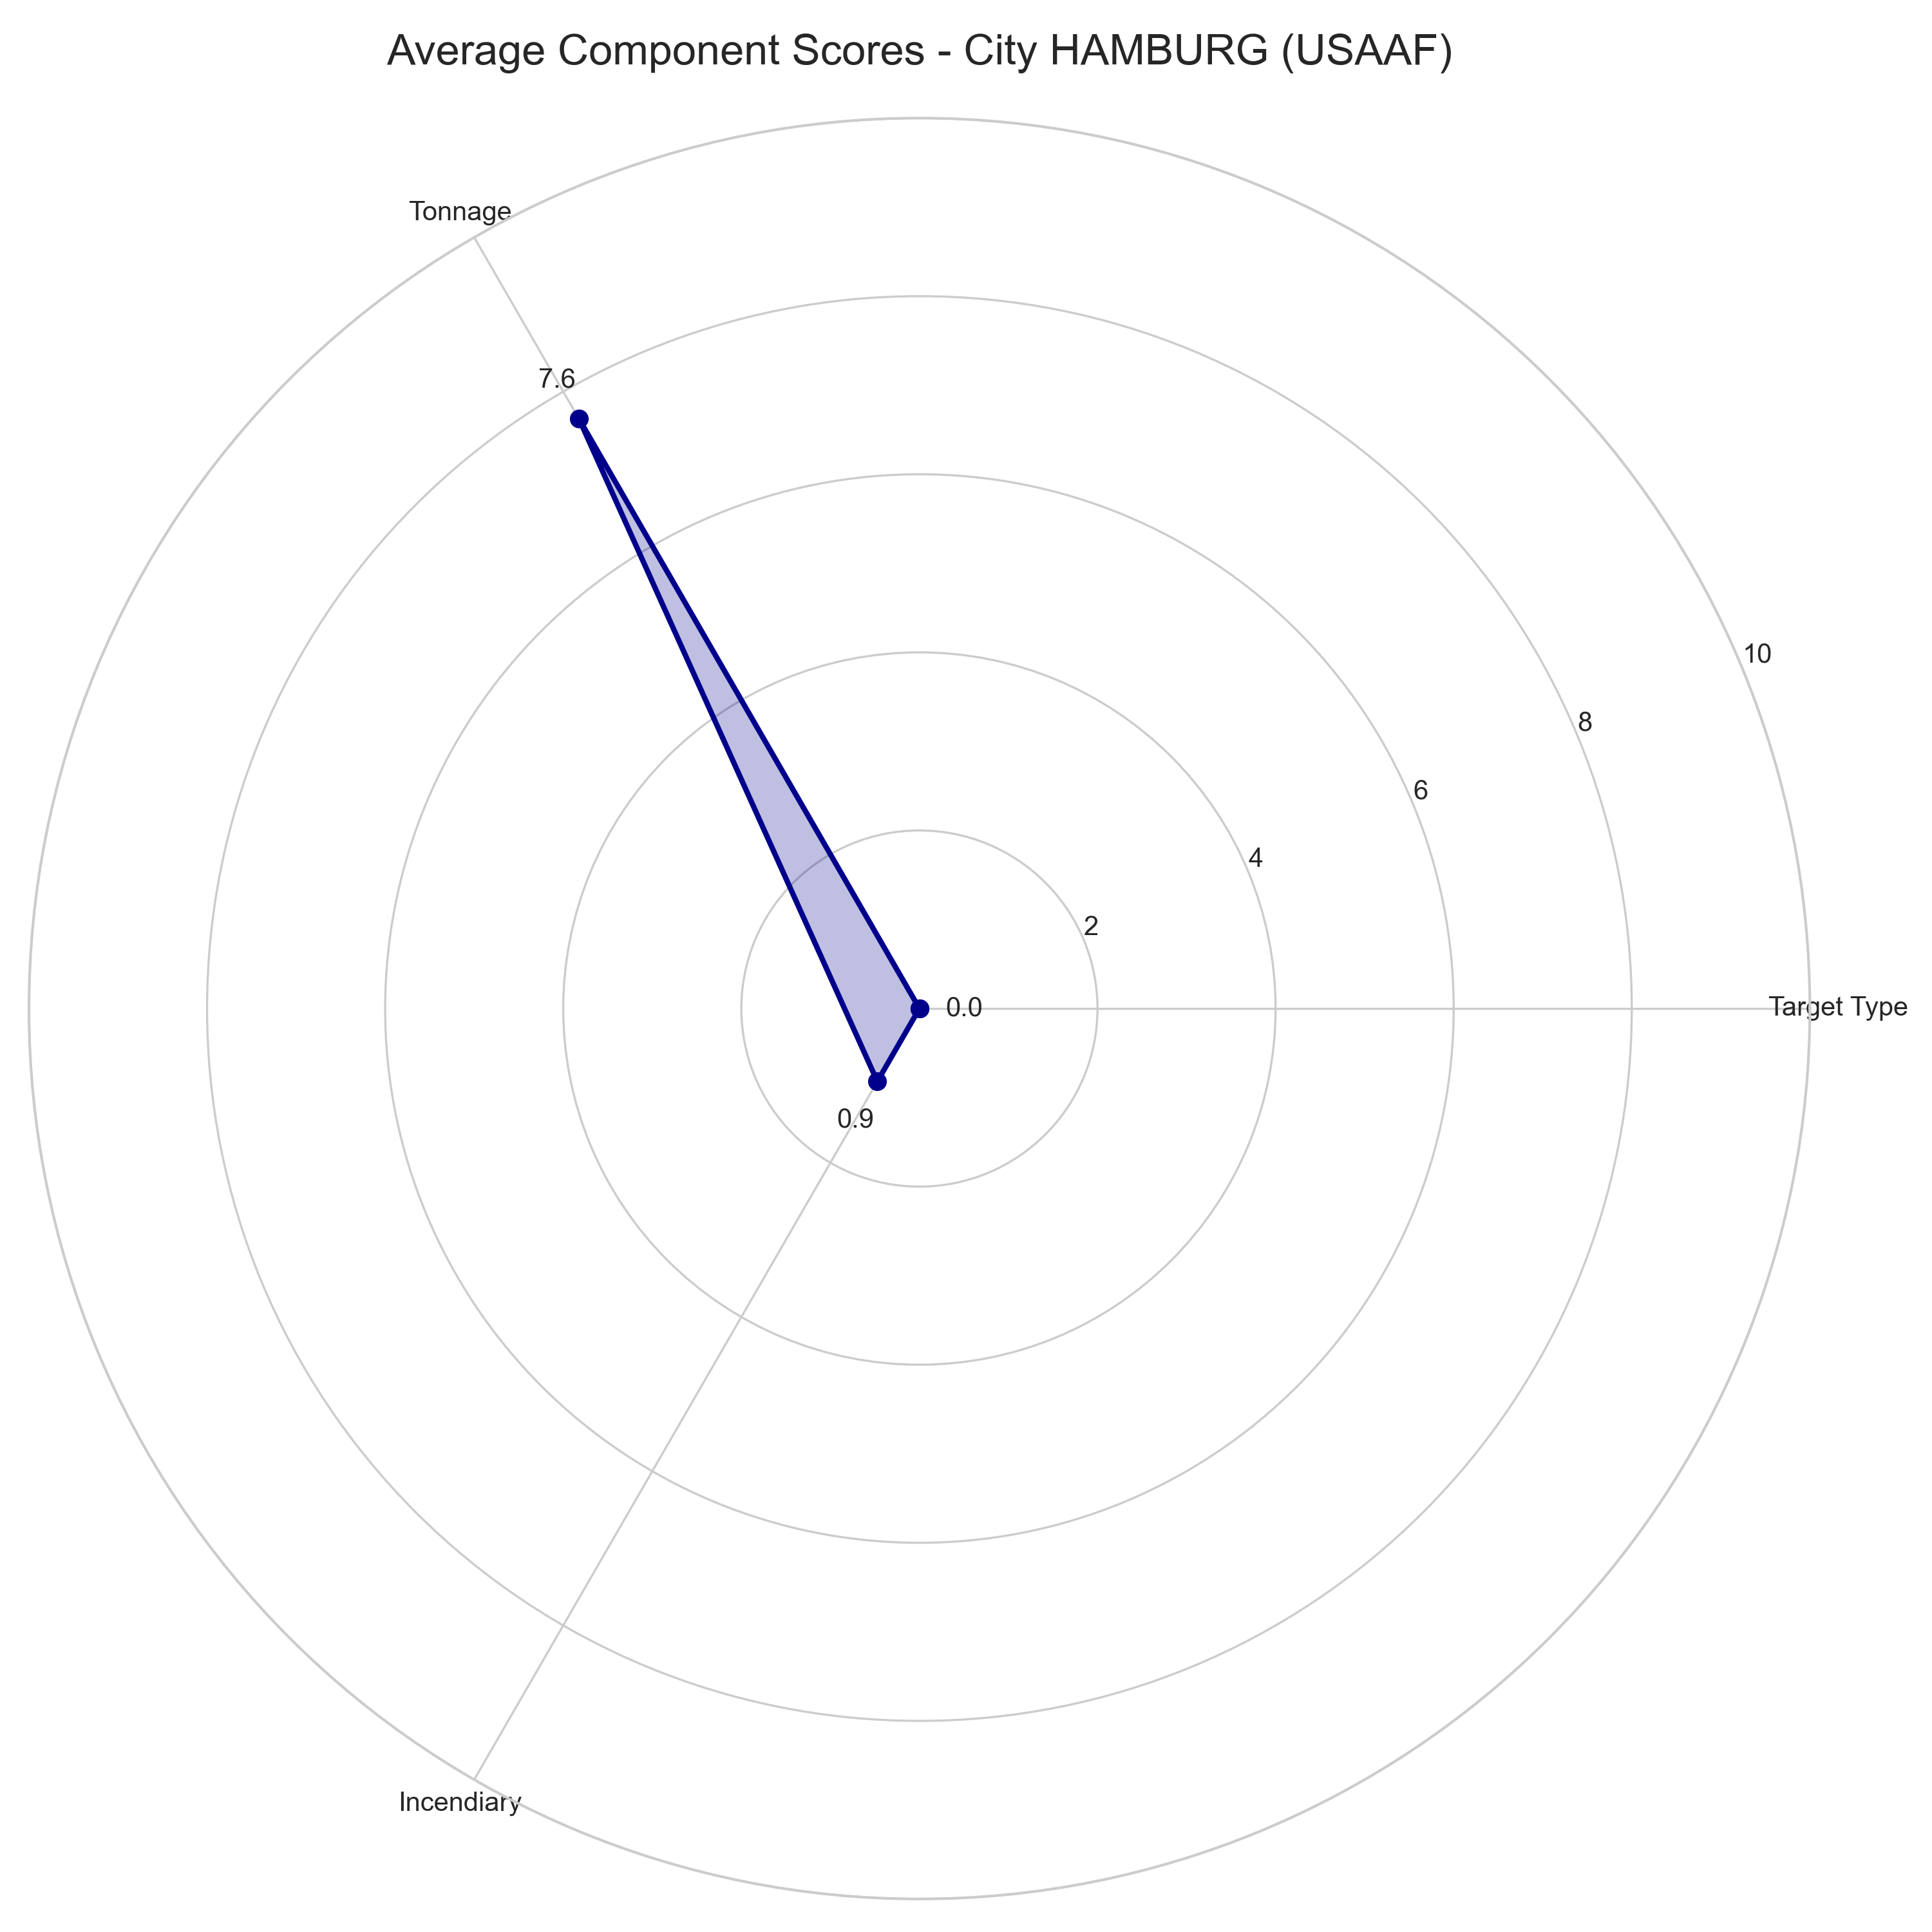 Average Component Scores - City HAMBURG (USAAF)
Tonnage
7.6
10
8
6
4
2
0.0
Target Type
0.9
Incendiary